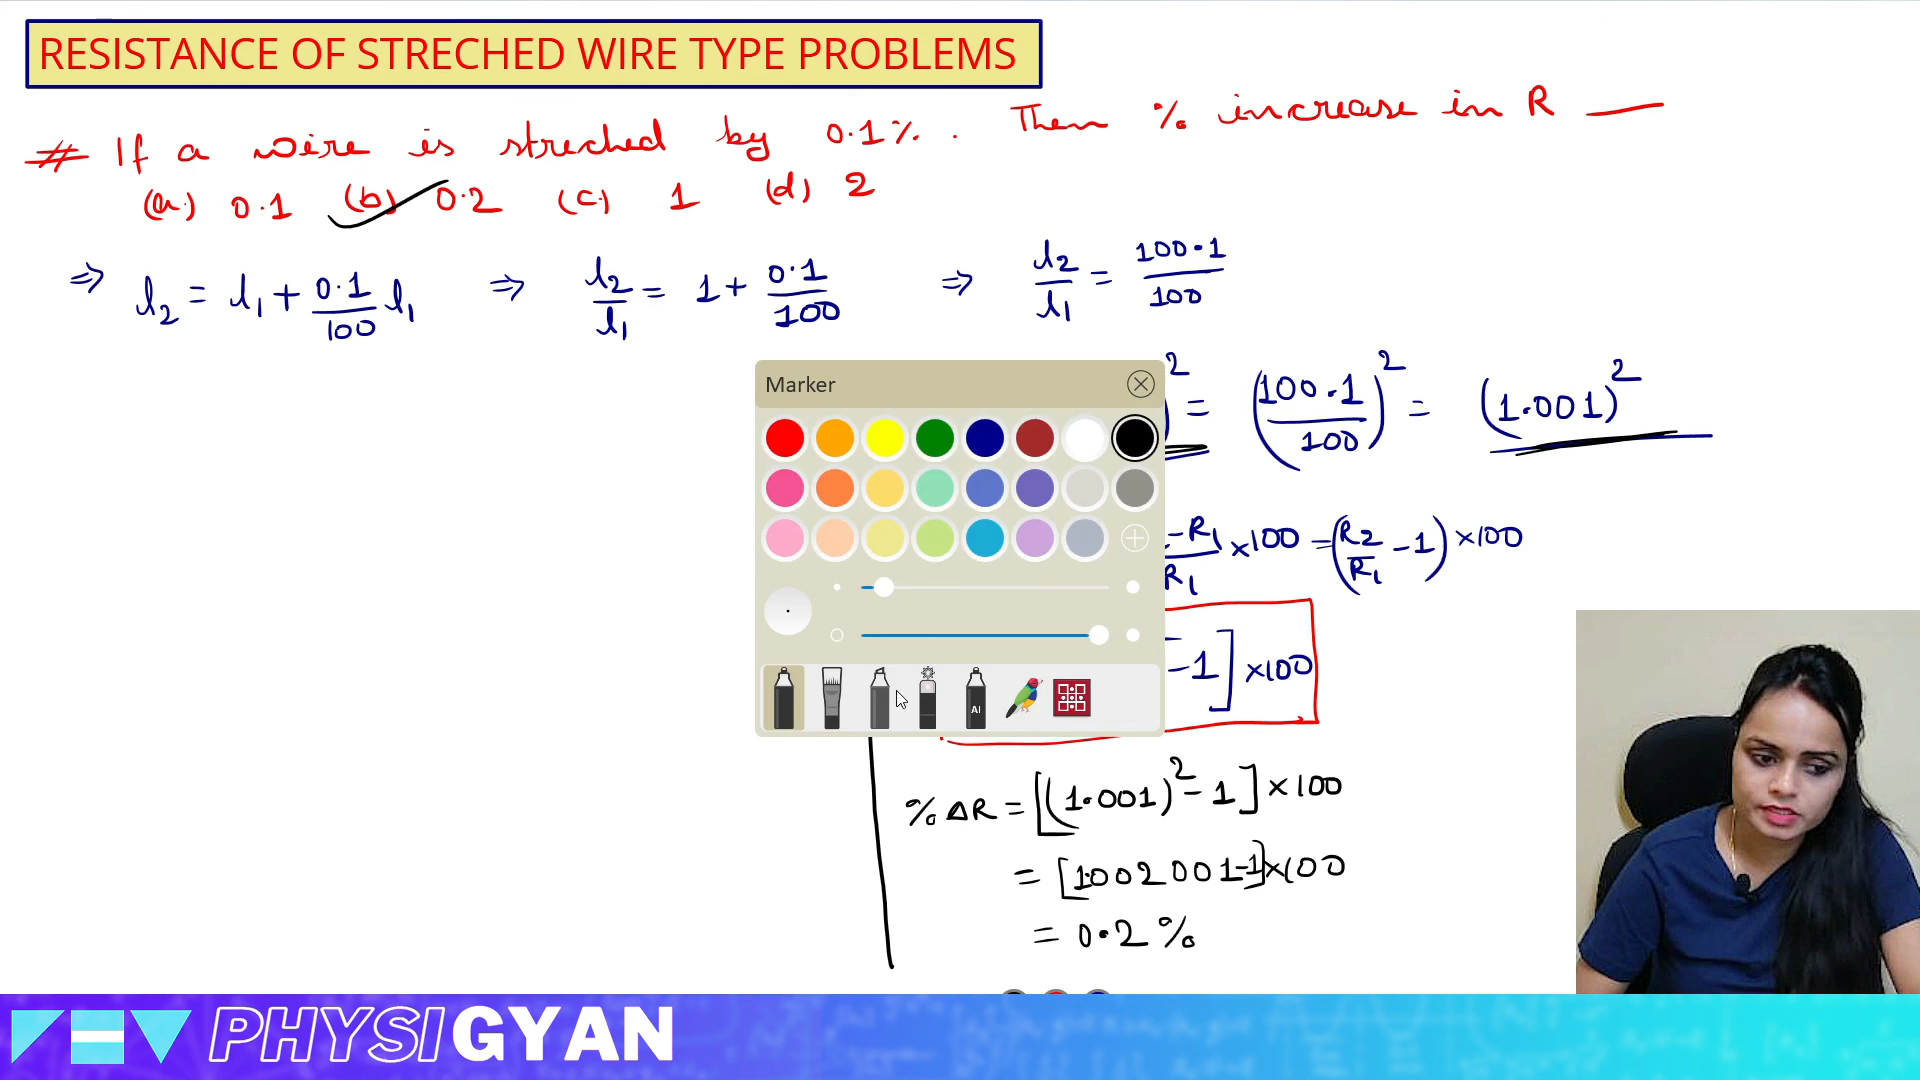 RESISTANCE OF STRECHED WIRE TYPE PROBLEMS
# If a wire is streched by 0.1%. Then % increase in R —
(a) 0.1 (b) 0.2 (c) 1 (d) 2
⇒ l₂ = l₁ + 0.1/100 l₁ ⇒ l₂/l₁ = 1 + 0.1/100 ⇒ l₂/l₁ = 100.1/100
)² = (100.1/100)² = (1.001)²
Marker
-R₁/R₁ ×100 = (R₂/R₁ - 1) ×100
-1] ×100
AI
% ΔR = [(1.001)² - 1] × 100
= [1.002001-1]×100
= 0.2 %
PHYSIGYAN